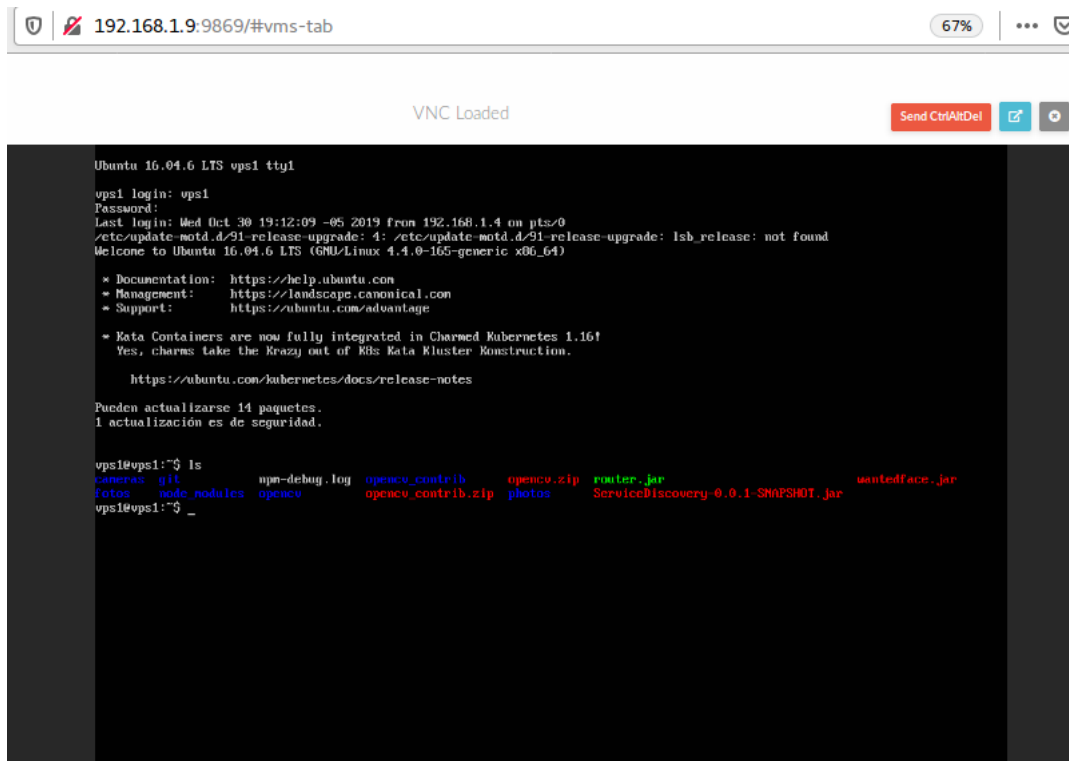 192.168.1.9:9869/#vms-tab 67%
VNC Loaded Send CtrlAltDel
Ubuntu 16.04.6 LTS vps1 tty1
vps1 login: vps1
Password:
Last login: Wed Oct 30 19:12:09 -05 2019 from 192.168.1.4 on pts/0
/etc/update-motd.d/91-release-upgrade: 4: /etc/update-motd.d/91-release-upgrade: lsb_release: not found
Welcome to Ubuntu 16.04.6 LTS (GNU/Linux 4.4.0-165-generic x86_64)
* Documentation: https://help.ubuntu.com
* Management: https://landscape.canonical.com
* Support: https://ubuntu.com/advantage
* Kata Containers are now fully integrated in Charmed Kubernetes 1.16!
Yes, charms take the Krazy out of K8s Kata Kluster Konstruction.
https://ubuntu.com/kubernetes/docs/release-notes
Pueden actualizarse 14 paquetes.
1 actualización es de seguridad.
vps1@vps1:~$ ls
cameras git npm-debug.log opencv_contrib opencv.zip router.jar wantedface.jar
fotos node_modules opencv opencv_contrib.zip photos ServiceDiscovery-0.0.1-SNAPSHOT.jar
vps1@vps1:~$ _